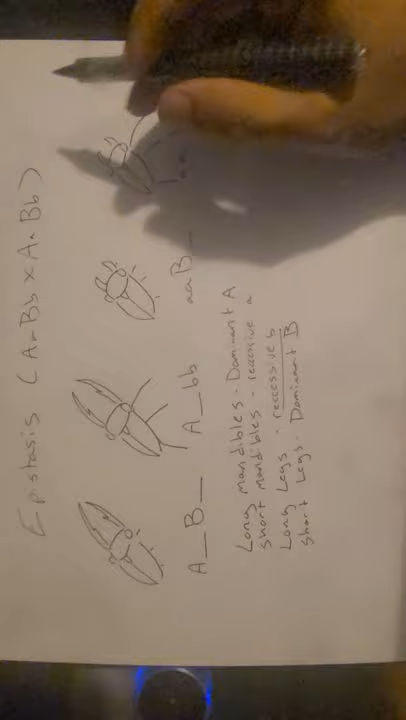 Epistasis (AaBb x AaBb)
A_B_ A_bb aaB_
Long mandibles - Dominant A
Short mandibles - recessive a
Long Legs - recessive b
Short Legs - Dominant B